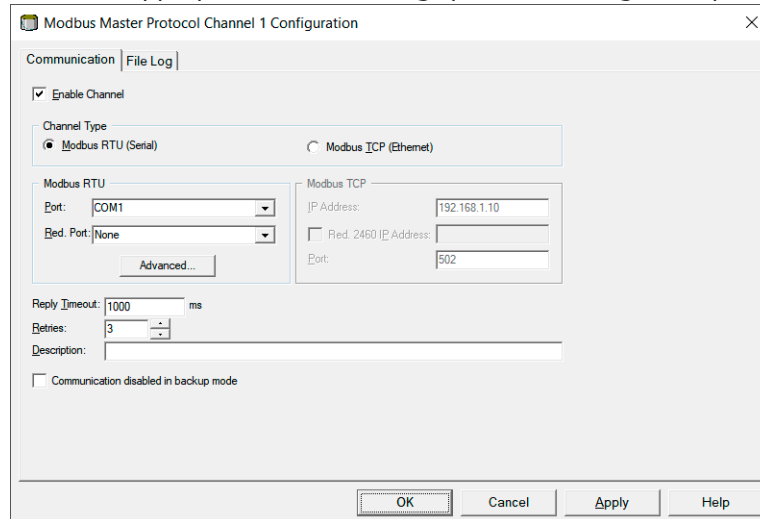 Modbus Master Protocol Channel 1 Configuration
Communication File Log
Enable Channel
Channel Type
Modbus RTU (Serial) Modbus TCP (Ethernet)
Modbus RTU Modbus TCP
Port: COM1 IP Address: 192.168.1.10
Red. Port: None Red. 2460 IP Address:
Advanced... Port: 502
Reply Timeout: 1000 ms
Retries: 3
Description:
Communication disabled in backup mode
OK Cancel Apply Help